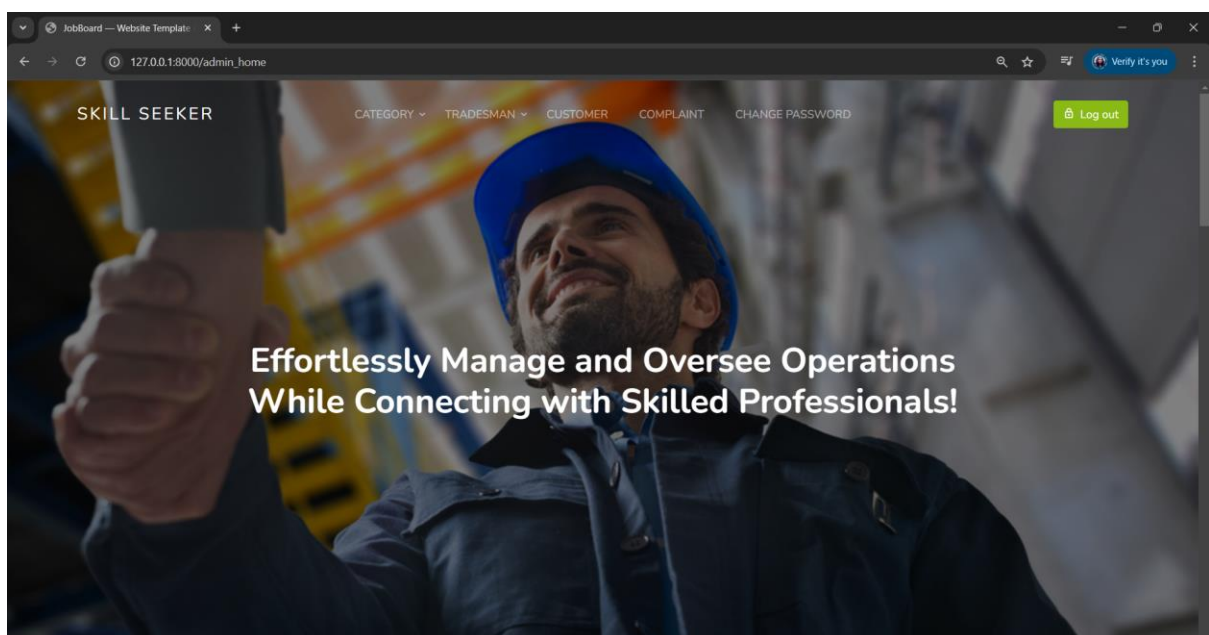 JobBoard — Website Template
127.0.0.1:8000/admin_home
Verify it's you
SKILL SEEKER
CATEGORY
TRADESMAN
CUSTOMER
COMPLAINT
CHANGE PASSWORD
Log out
Effortlessly Manage and Oversee Operations
While Connecting with Skilled Professionals!